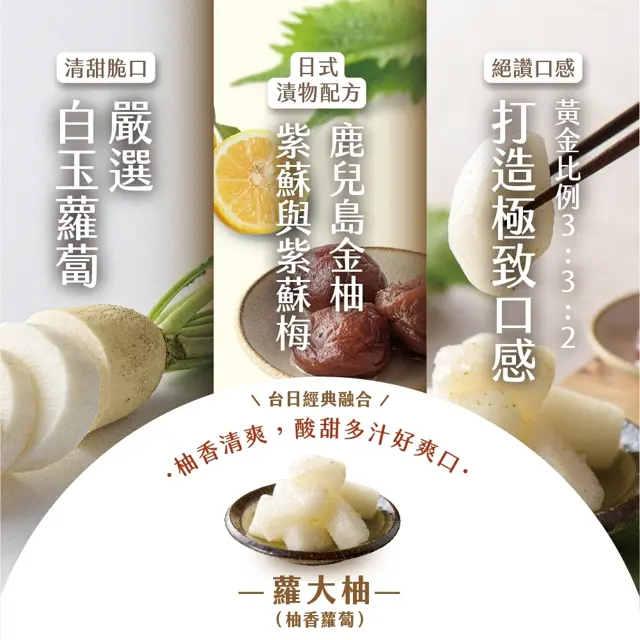 清甜脆口
嚴選
白玉蘿蔔
日式
漬物配方
鹿兒島金柚
紫蘇與紫蘇梅
絕讚口感
黃金比例3:3:2
打造極致口感
\ 台日經典融合 /
·柚香清爽,酸甜多汁好爽口·
—蘿大柚—
(柚香蘿蔔)